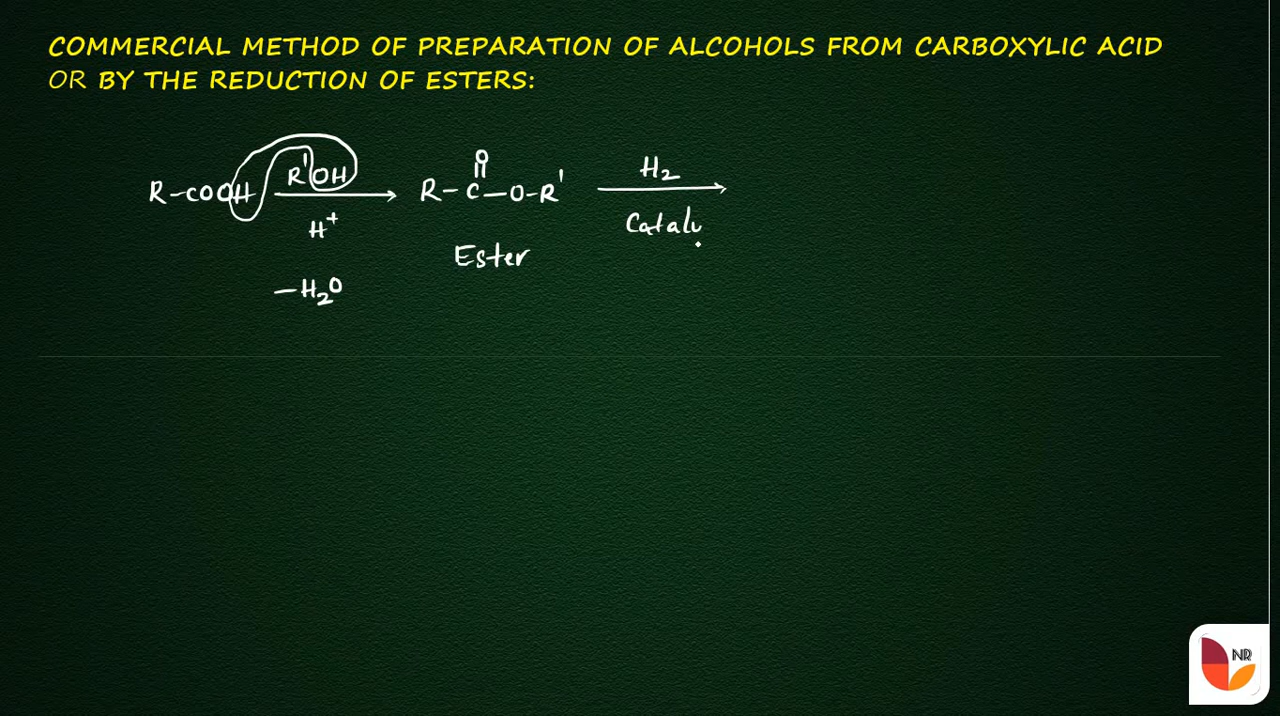 COMMERCIAL METHOD OF PREPARATION OF ALCOHOLS FROM CARBOXYLIC ACID
OR BY THE REDUCTION OF ESTERS:
R-COOH R'OH H+ -H2O
R-C(=O)-O-R'
Ester
H2
Cataly
NR